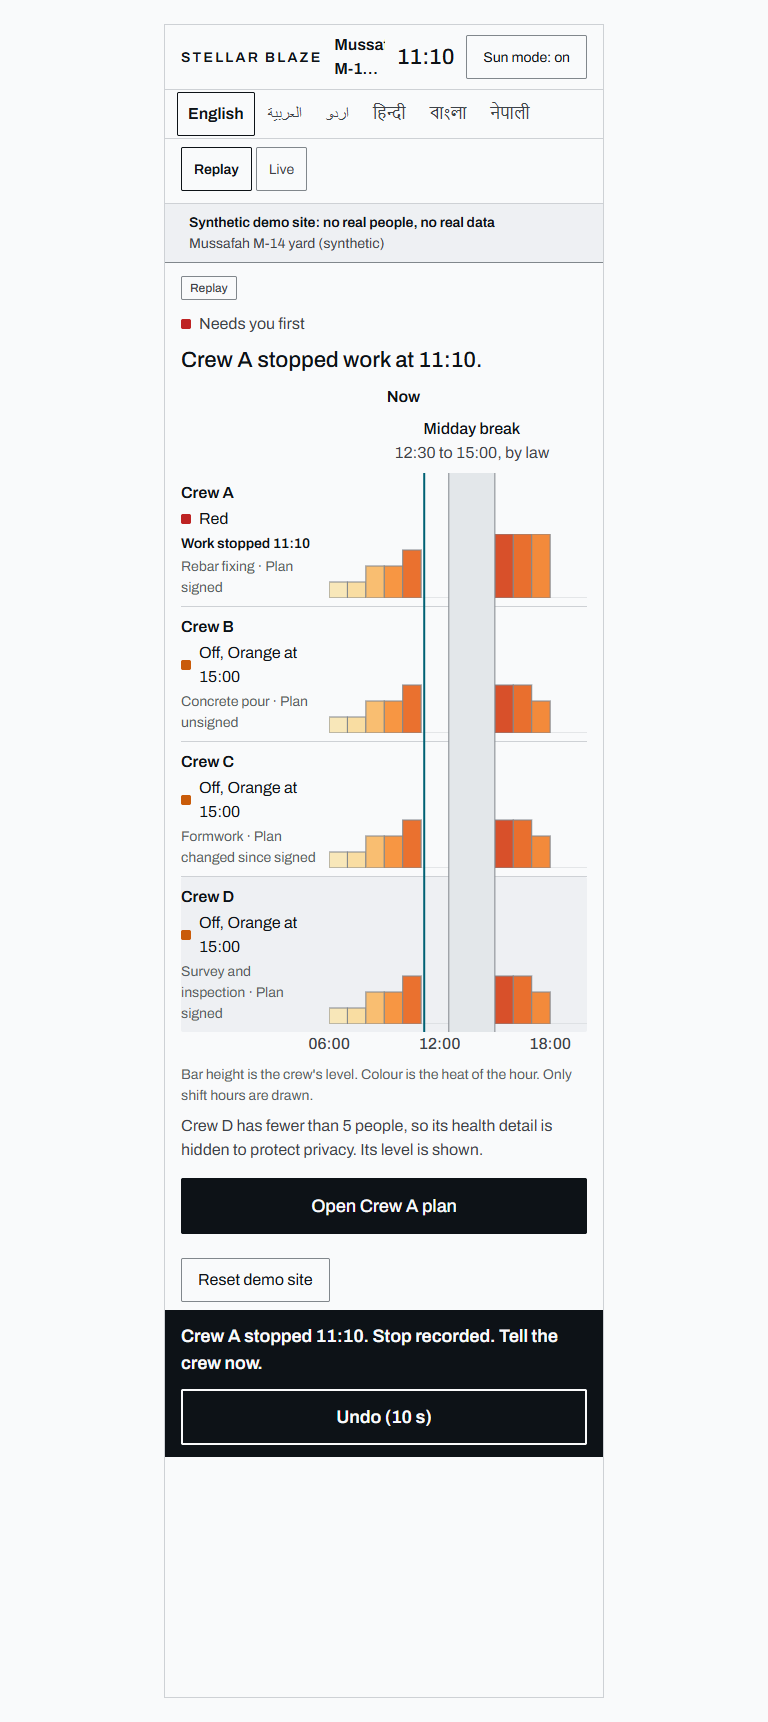 STELLAR BLAZE
M-1…
11:10
Sun mode: on
English
العربية
اردو
हिन्दी
বাংলা
नेपाली
Replay
Live
Synthetic demo site: no real people, no real data
Mussafah M-14 yard (synthetic)
Replay
Needs you first
Crew A stopped work at 11:10.
Now
Midday break
12:30 to 15:00, by law
Crew A
Red
Work stopped 11:10
Rebar fixing · Plan
signed
Crew B
Off, Orange at
15:00
Concrete pour · Plan
unsigned
Crew C
Off, Orange at
15:00
Formwork · Plan
changed since signed
Crew D
Off, Orange at
15:00
Survey and
inspection · Plan
signed
06:00 12:00 18:00
Bar height is the crew's level. Colour is the heat of the hour. Only
shift hours are drawn.
Crew D has fewer than 5 people, so its health detail is
hidden to protect privacy. Its level is shown.
Open Crew A plan
Reset demo site
Crew A stopped 11:10. Stop recorded. Tell the
crew now.
Undo (10 s)